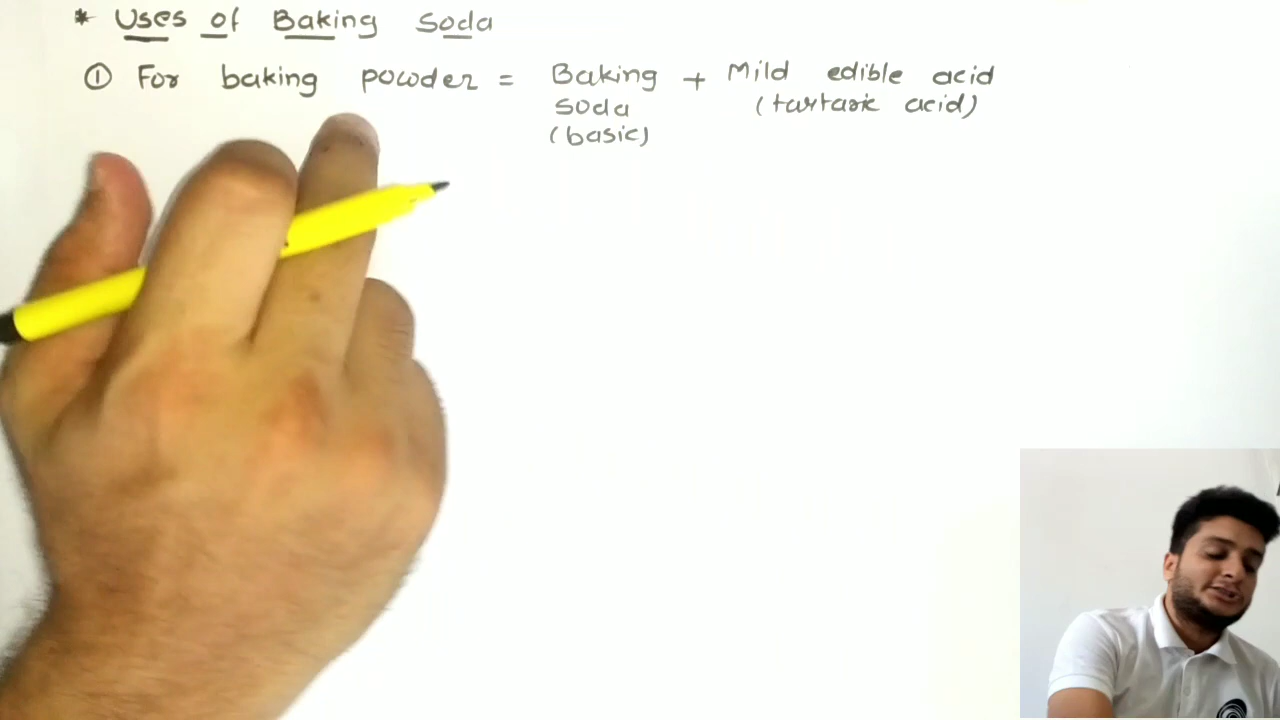 * Uses of Baking Soda
① For baking powder = Baking soda (basic) + Mild edible acid (tartaric acid)